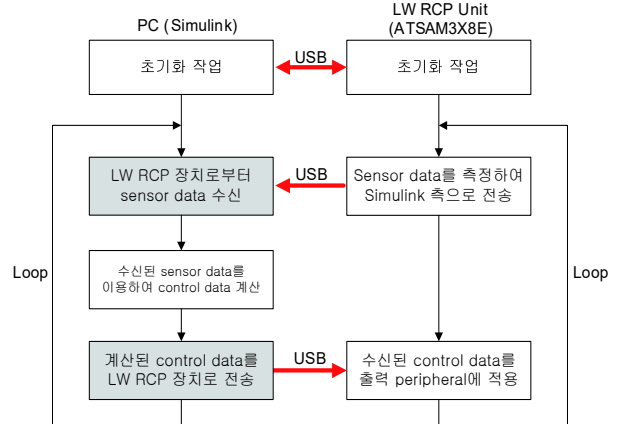 PC (Simulink)
LW RCP Unit
(ATSAM3X8E)
초기화 작업
USB
초기화 작업
LW RCP 장치로부터
sensor data 수신
USB
Sensor data를 측정하여
Simulink 측으로 전송
Loop
수신된 sensor data를
이용하여 control data 계산
Loop
계산된 control data를
LW RCP 장치로 전송
USB
수신된 control data를
출력 peripheral에 적용